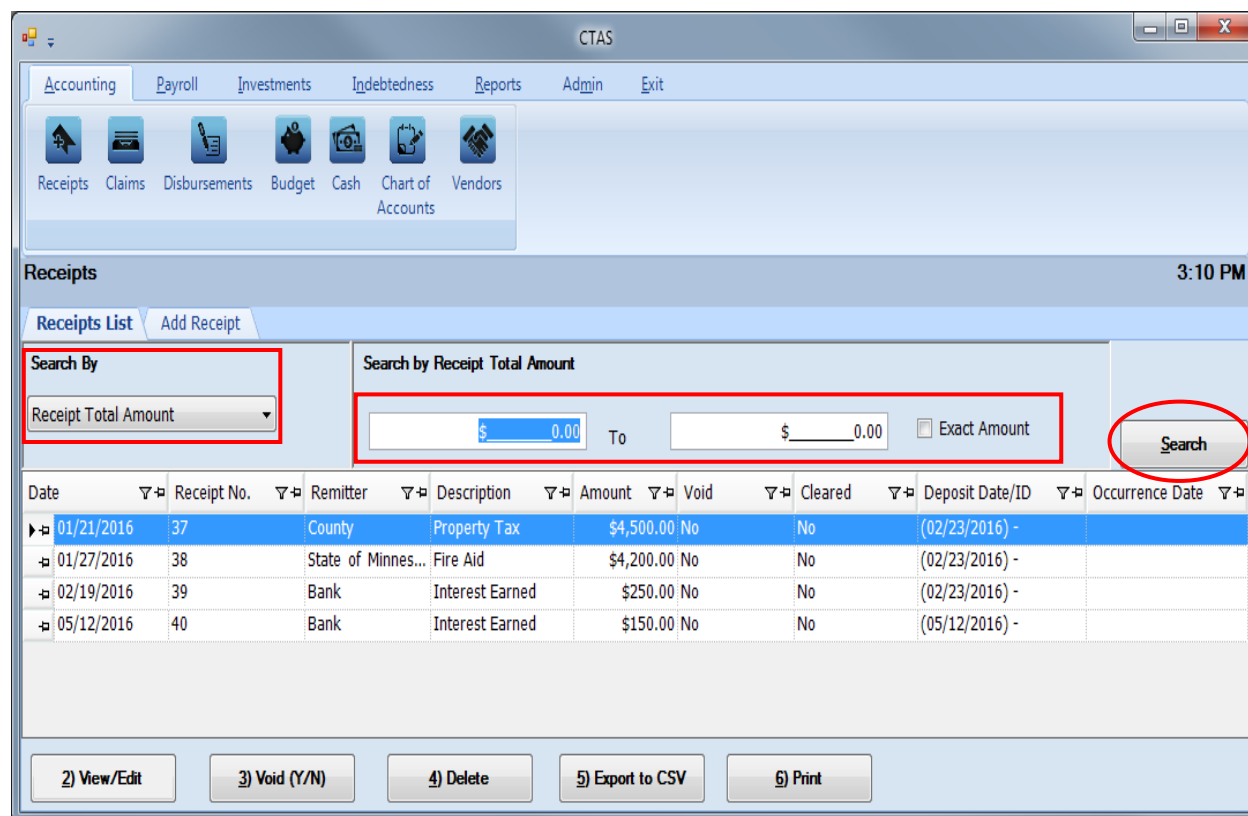 CTAS
Accounting Payroll Investments Indebtedness Reports Admin Exit
Receipts Claims Disbursements Budget Cash Chart of Accounts Vendors
Receipts 3:10 PM
Receipts List Add Receipt
Search By Search by Receipt Total Amount
Receipt Total Amount $_______0.00 To $_______0.00 Exact Amount Search
Date Receipt No. Remitter Description Amount Void Cleared Deposit Date/ID Occurrence Date
01/21/2016 37 County Property Tax $4,500.00 No No (02/23/2016) -
01/27/2016 38 State of Minnes... Fire Aid $4,200.00 No No (02/23/2016) -
02/19/2016 39 Bank Interest Earned $250.00 No No (02/23/2016) -
05/12/2016 40 Bank Interest Earned $150.00 No No (05/12/2016) -
2) View/Edit 3) Void (Y/N) 4) Delete 5) Export to CSV 6) Print